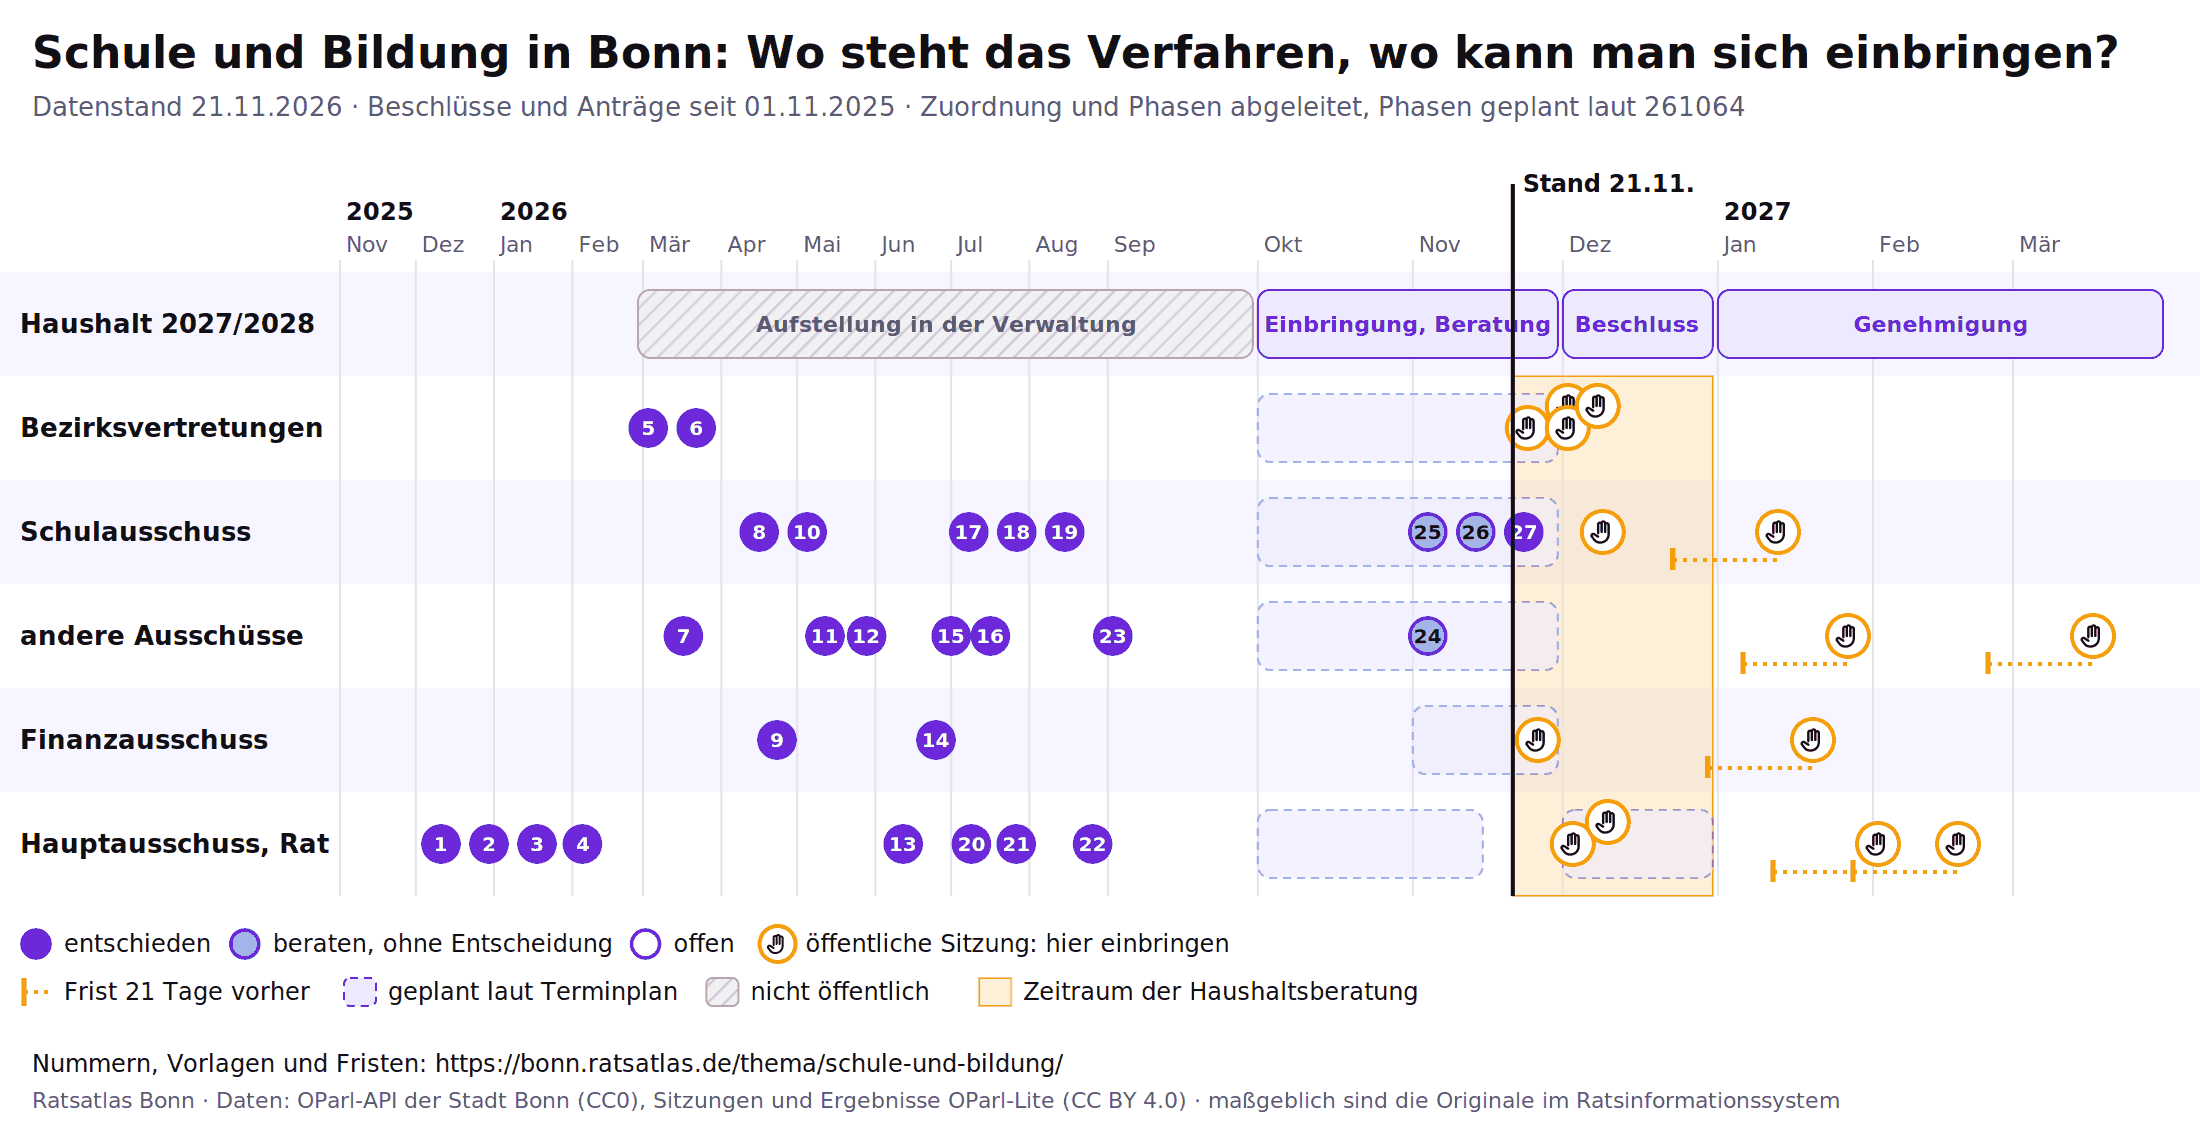 Schule und Bildung in Bonn: Wo steht das Verfahren, wo kann man sich einbringen?
Datenstand 21.11.2026 · Beschlüsse und Anträge seit 01.11.2025 · Zuordnung und Phasen abgeleitet, Phasen geplant laut 261064
Stand 21.11.
2025 2026 2027
Nov Dez Jan Feb Mär Apr Mai Jun Jul Aug Sep Okt Nov Dez Jan Feb Mär
Haushalt 2027/2028 Aufstellung in der Verwaltung Einbringung, Beratung Beschluss Genehmigung
Bezirksvertretungen 5 6
Schulausschuss 8 10 17 18 19 25 26 27
andere Ausschüsse 7 11 12 15 16 23 24
Finanzausschuss 9 14
Hauptausschuss, Rat 1 2 3 4 13 20 21 22
entschieden beraten, ohne Entscheidung offen öffentliche Sitzung: hier einbringen
Frist 21 Tage vorher geplant laut Terminplan nicht öffentlich Zeitraum der Haushaltsberatung
Nummern, Vorlagen und Fristen: https://bonn.ratsatlas.de/thema/schule-und-bildung/
Ratsatlas Bonn · Daten: OParl-API der Stadt Bonn (CC0), Sitzungen und Ergebnisse OParl-Lite (CC BY 4.0) · maßgeblich sind die Originale im Ratsinformationssystem